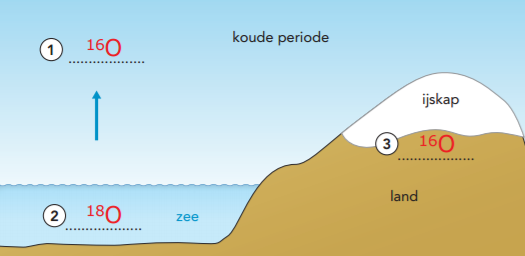 koude periode
1 ¹⁶O
ijskap
3 ¹⁶O
land
2 ¹⁸O
zee